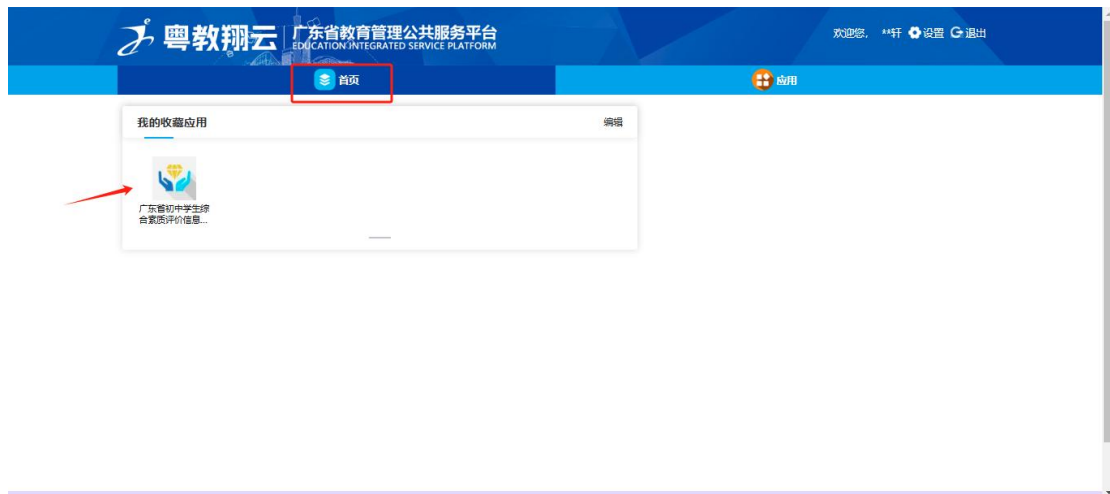 粤教翔云
广东省教育管理公共服务平台
EDUCATION INTEGRATED SERVICE PLATFORM
欢迎您, **轩 设置 退出
首页
应用
我的收藏应用
编辑
广东省初中学生综
合素质评价信息...